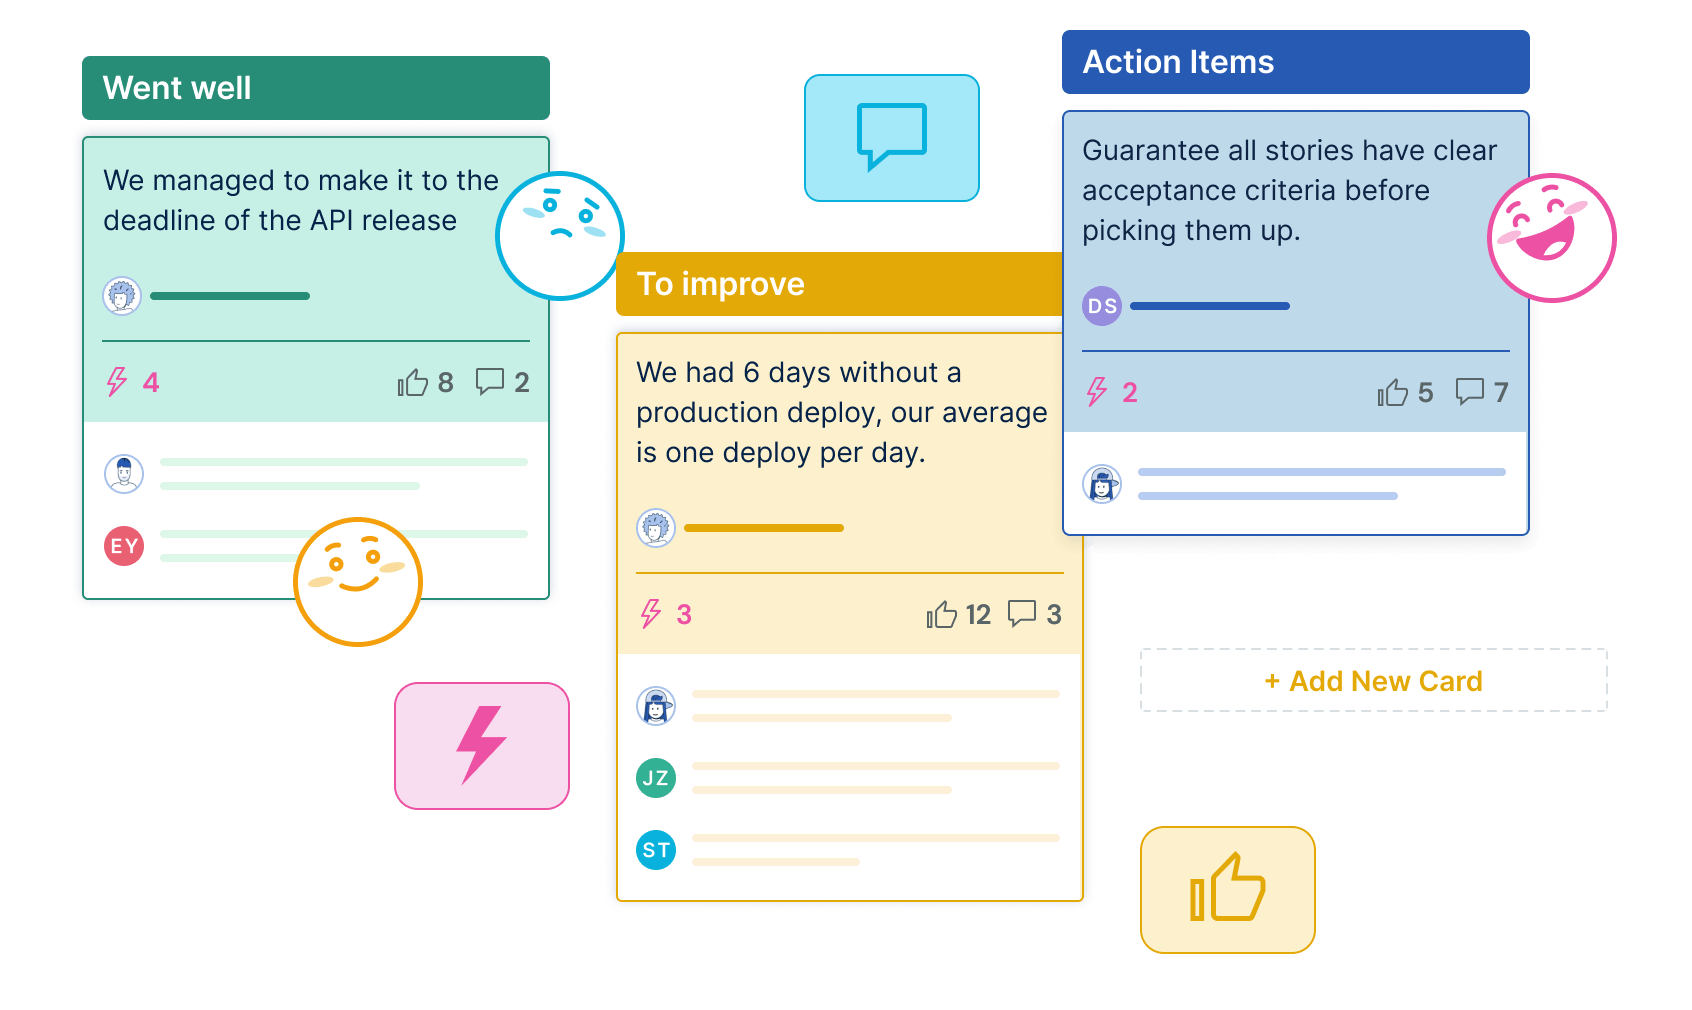 Went well
We managed to make it to the
deadline of the API release
4
8
2
EY
To improve
We had 6 days without a
production deploy, our average
is one deploy per day.
3
12
3
JZ
ST
Action Items
Guarantee all stories have clear
acceptance criteria before
picking them up.
DS
2
5
7
+ Add New Card